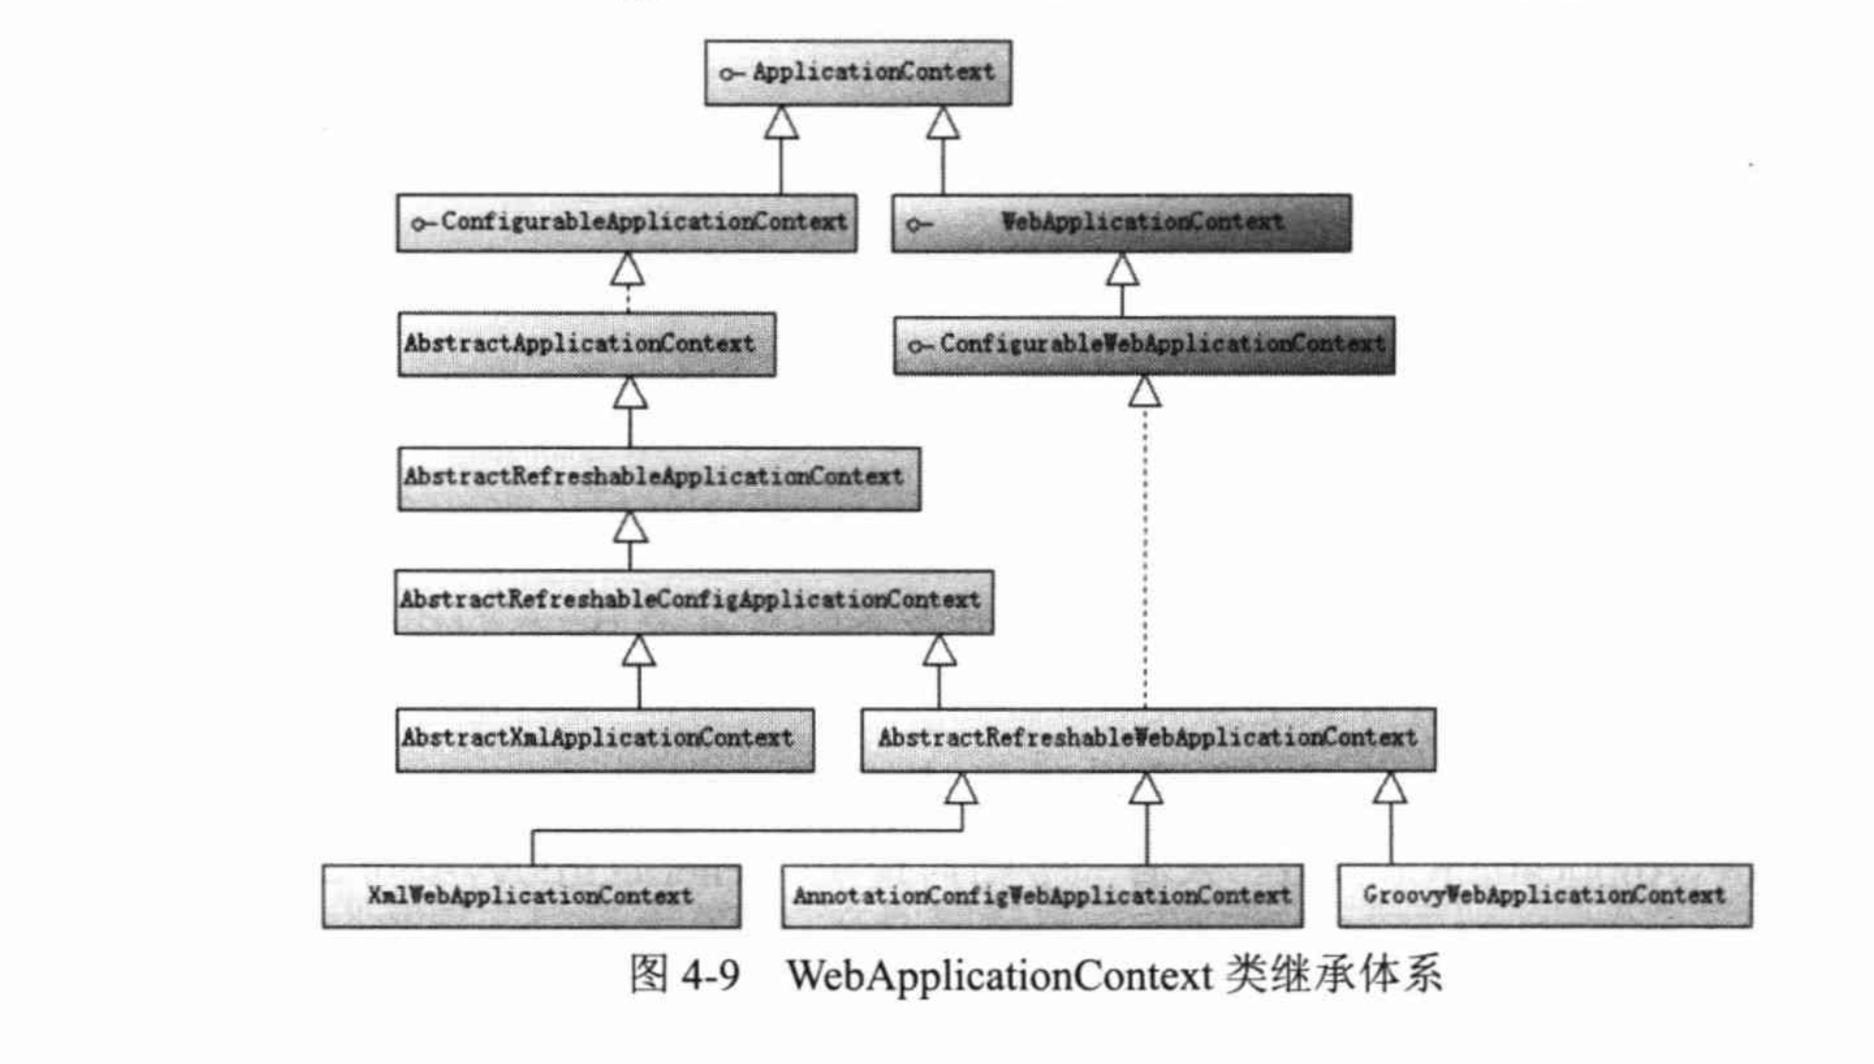 ApplicationContext
ConfigurableApplicationContext
WebApplicationContext
AbstractApplicationContext
ConfigurableWebApplicationContext
AbstractRefreshableApplicationContext
AbstractRefreshableConfigApplicationContext
AbstractXmlApplicationContext
AbstractRefreshableWebApplicationContext
XmlWebApplicationContext
AnnotationConfigWebApplicationContext
GroovyWebApplicationContext
图 4-9 WebApplicationContext 类继承体系